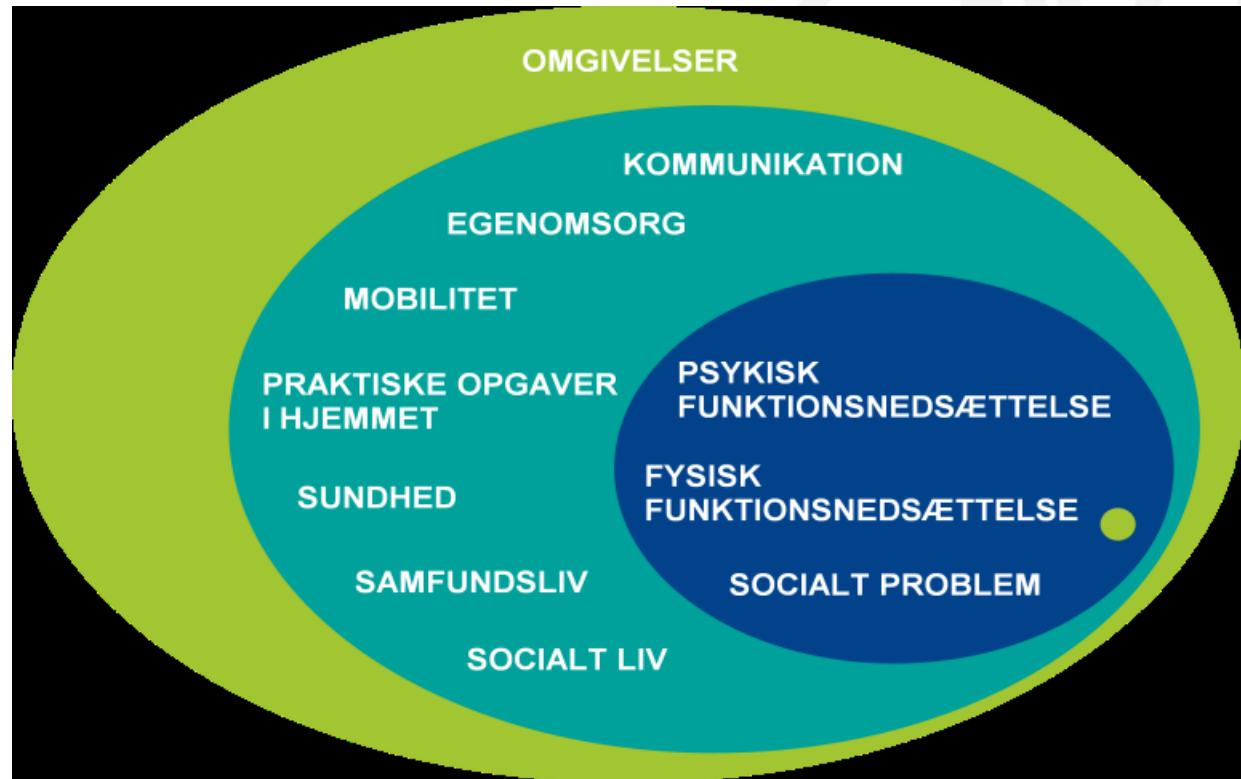 OMGIVELSER
KOMMUNIKATION
EGENOMSORG
MOBILITET
PRAKTISKE OPGAVER
I HJEMMET
SUNDHED
SAMFUNDSLIV
SOCIALT LIV
PSYKISK
FUNKTIONSNEDSÆTTELSE
FYSISK
FUNKTIONSNEDSÆTTELSE
SOCIALT PROBLEM